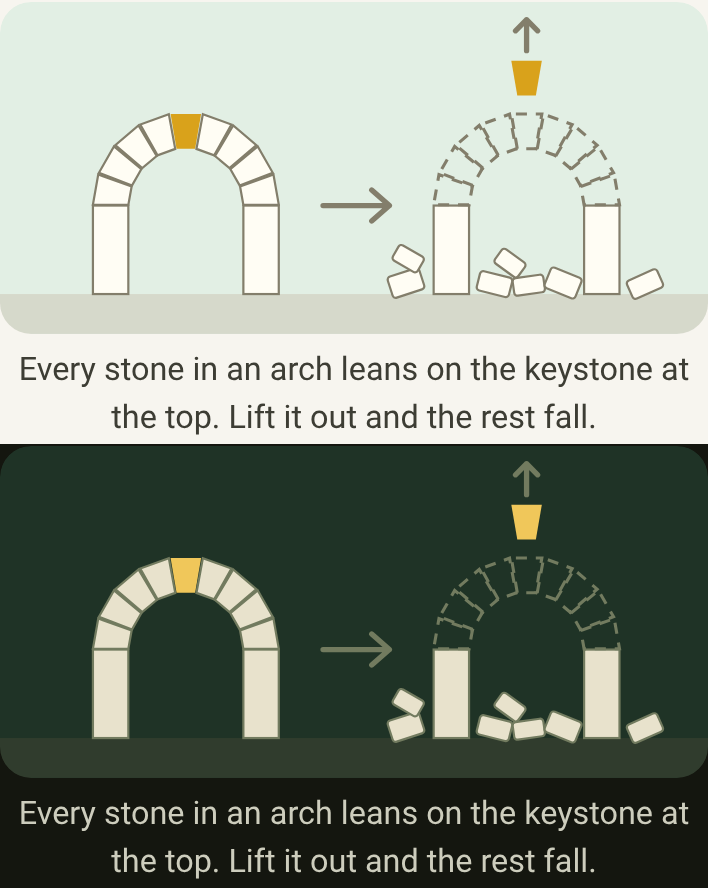 Every stone in an arch leans on the keystone at
the top. Lift it out and the rest fall.
Every stone in an arch leans on the keystone at
the top. Lift it out and the rest fall.